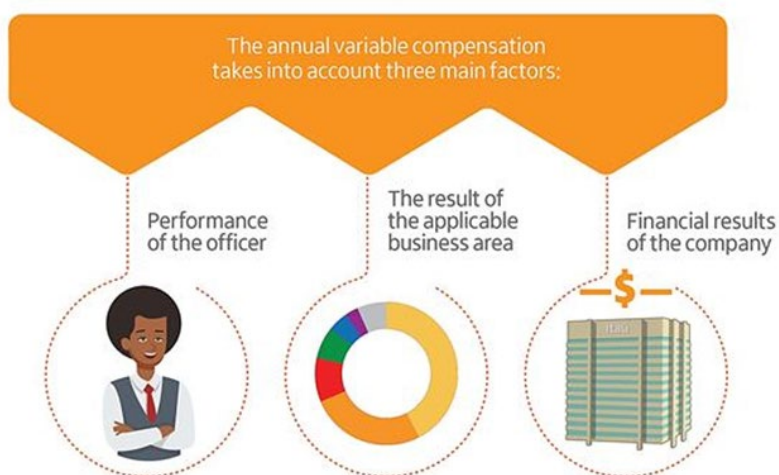 The annual variable compensation
takes into account three main factors:
Performance
of the officer
The result of
the applicable
business area
Financial results
of the company
$
Itaú